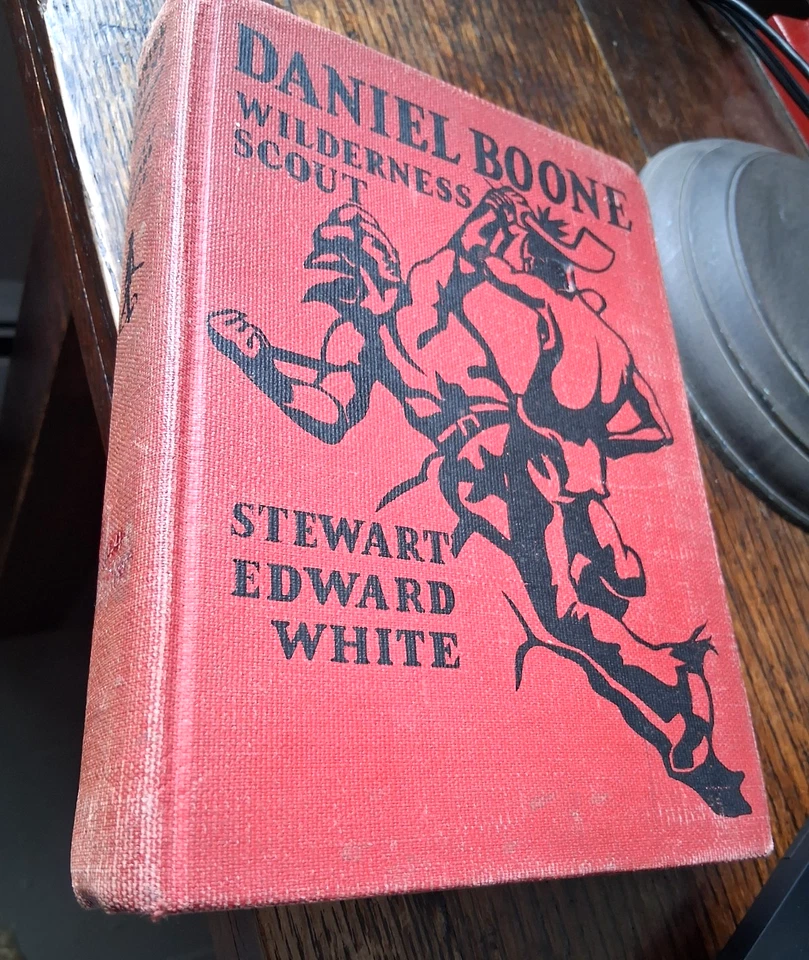 DANIEL BOONE
WILDERNESS
SCOUT
STEWART
EDWARD
WHITE